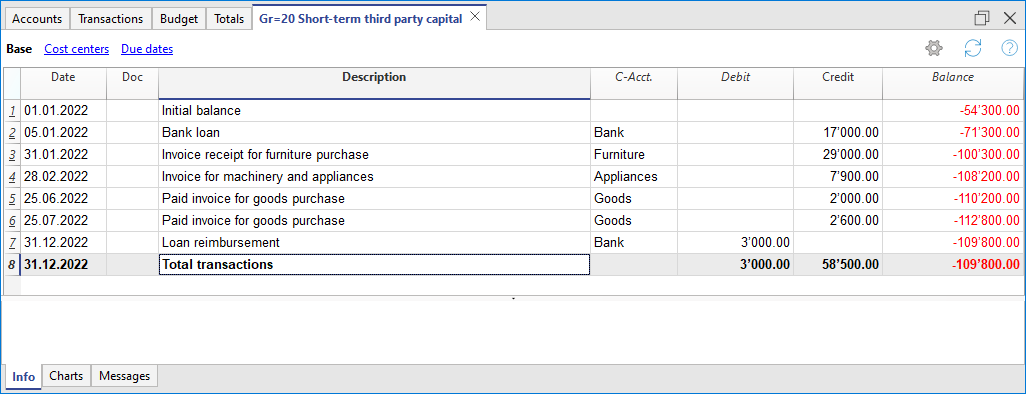 Accounts Transactions Budget Totals Gr=20 Short-term third party capital
Base Cost centers Due dates
Date Doc Description C-Acct. Debit Credit Balance
1 01.01.2022 Initial balance -54'300.00
2 05.01.2022 Bank loan Bank 17'000.00 -71'300.00
3 31.01.2022 Invoice receipt for furniture purchase Furniture 29'000.00 -100'300.00
4 28.02.2022 Invoice for machinery and appliances Appliances 7'900.00 -108'200.00
5 25.06.2022 Paid invoice for goods purchase Goods 2'000.00 -110'200.00
6 25.07.2022 Paid invoice for goods purchase Goods 2'600.00 -112'800.00
7 31.12.2022 Loan reimbursement Bank 3'000.00 -109'800.00
8 31.12.2022 Total transactions 3'000.00 58'500.00 -109'800.00
Info Charts Messages